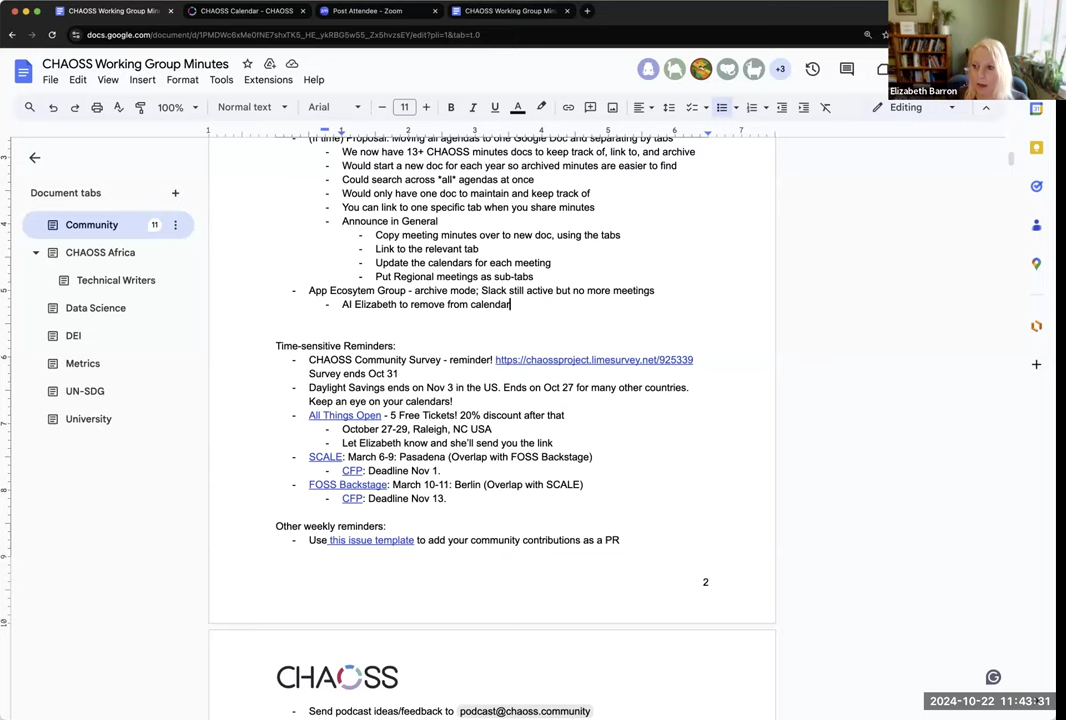 CHAOSS Working Group Minu
CHAOSS Calendar - CHAOSS
Post Attendee - Zoom
CHAOSS Working Group Minu
docs.google.com/document/d/1PMDWc6xMe0fNE7shxTK5_HE_ykRBG5w55_Zx5hvzsEY/edit?pli=1&tab=t.0
CHAOSS Working Group Minutes
File Edit View Insert Format Tools Extensions Help
+3
Elizabeth Barron
100% Normal text Arial 11 Editing
1 1 2 3 4 5 6 7
Document tabs
Community 11
CHAOSS Africa
Technical Writers
Data Science
DEI
Metrics
UN-SDG
University
(If time) Proposal: Moving all agendas to one Google Doc and separating by tabs
- We now have 13+ CHAOSS minutes docs to keep track of, link to, and archive
- Would start a new doc for each year so archived minutes are easier to find
- Could search across *all* agendas at once
- Would only have one doc to maintain and keep track of
- You can link to one specific tab when you share minutes
- Announce in General
- Copy meeting minutes over to new doc, using the tabs
- Link to the relevant tab
- Update the calendars for each meeting
- Put Regional meetings as sub-tabs
- App Ecosytem Group - archive mode; Slack still active but no more meetings
- AI Elizabeth to remove from calendar
Time-sensitive Reminders:
- CHAOSS Community Survey - reminder! https://chaossproject.limesurvey.net/925339
Survey ends Oct 31
- Daylight Savings ends on Nov 3 in the US. Ends on Oct 27 for many other countries.
Keep an eye on your calendars!
- All Things Open - 5 Free Tickets! 20% discount after that
- October 27-29, Raleigh, NC USA
- Let Elizabeth know and she'll send you the link
- SCALE: March 6-9: Pasadena (Overlap with FOSS Backstage)
- CFP: Deadline Nov 1.
- FOSS Backstage: March 10-11: Berlin (Overlap with SCALE)
- CFP: Deadline Nov 13.
Other weekly reminders:
- Use this issue template to add your community contributions as a PR
2
CHAOSS
- Send podcast ideas/feedback to podcast@chaoss.community
2024-10-22 11:43:31